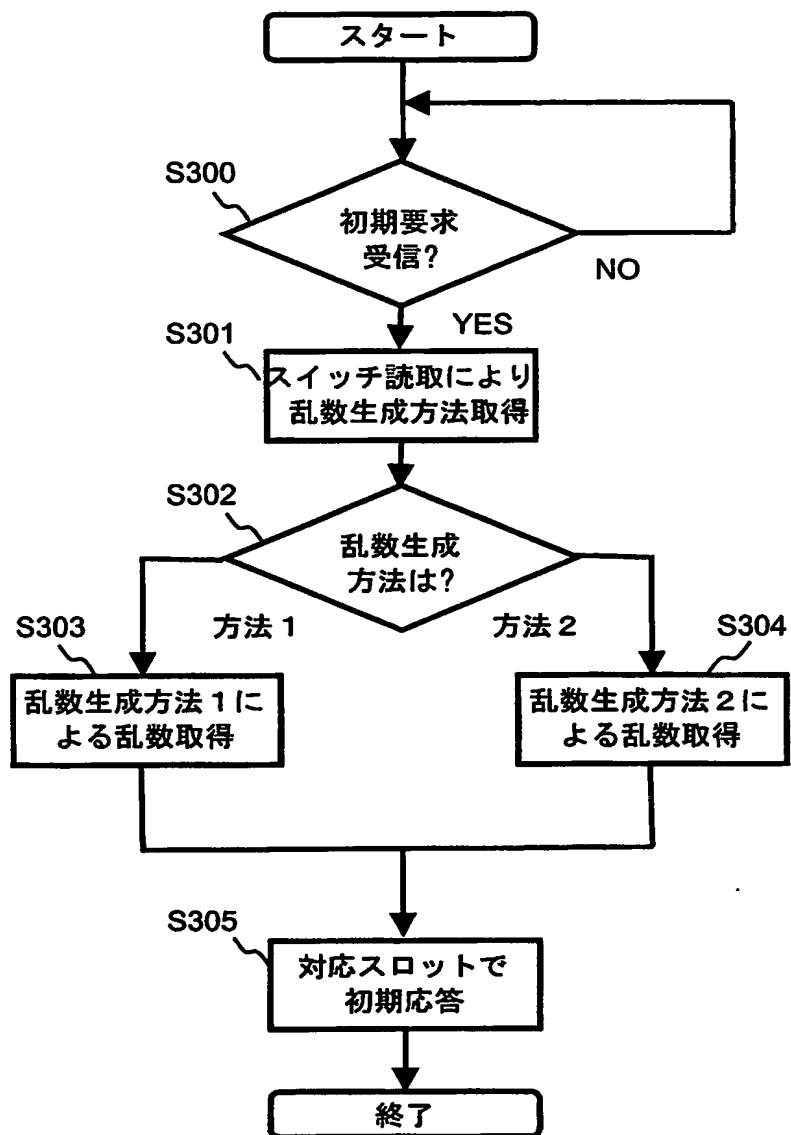 スタート
S300
初期要求
受信?
NO
YES
S301
スイッチ読取により
乱数生成方法取得
S302
乱数生成
方法は?
方法1
方法2
S303
乱数生成方法1に
よる乱数取得
S304
乱数生成方法2に
よる乱数取得
S305
対応スロットで
初期応答
終了